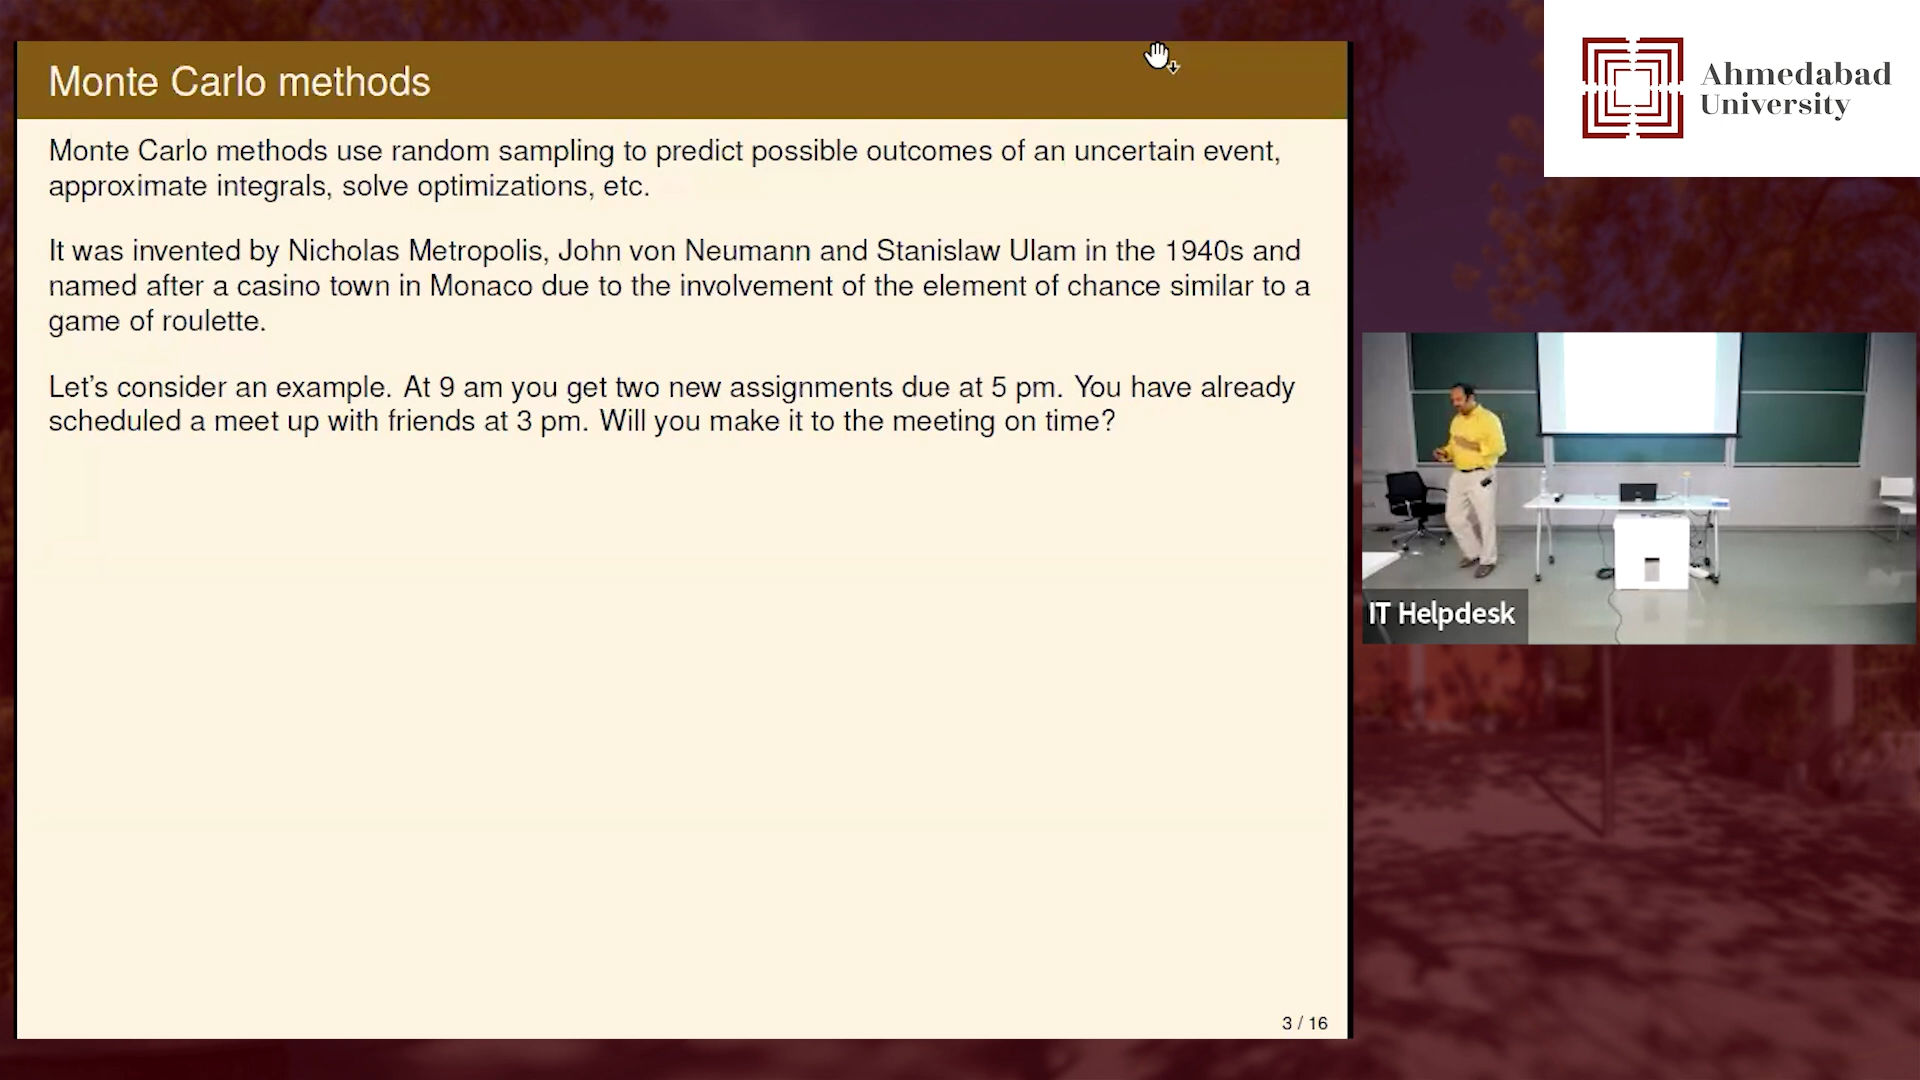 Monte Carlo methods
Monte Carlo methods use random sampling to predict possible outcomes of an uncertain event,
approximate integrals, solve optimizations, etc.
It was invented by Nicholas Metropolis, John von Neumann and Stanislaw Ulam in the 1940s and
named after a casino town in Monaco due to the involvement of the element of chance similar to a
game of roulette.
Let's consider an example. At 9 am you get two new assignments due at 5 pm. You have already
scheduled a meet up with friends at 3 pm. Will you make it to the meeting on time?
3 / 16
Ahmedabad
University
IT Helpdesk